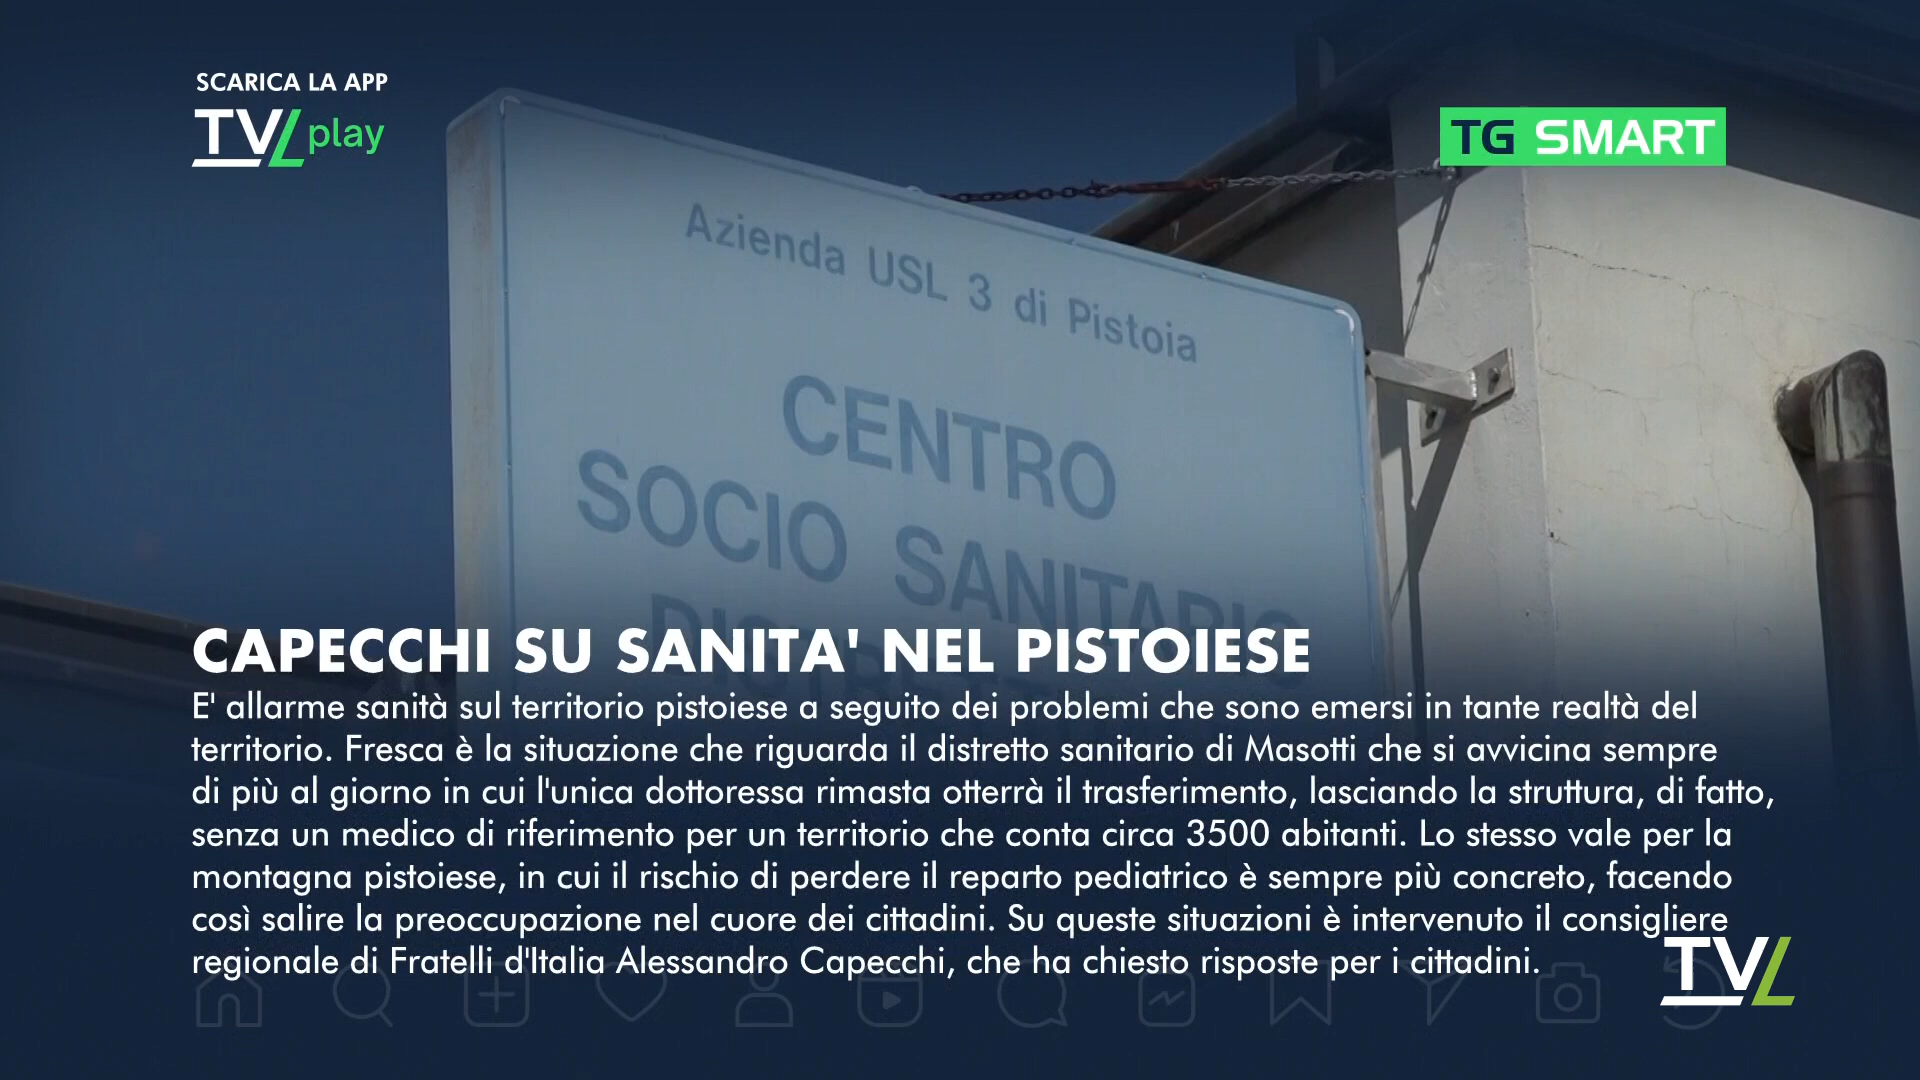 SCARICA LA APP
TVL play
TG SMART
Azienda USL 3 di Pistoia
CENTRO
SOCIO SANITARIO
CAPECCHI SU SANITA' NEL PISTOIESE
E' allarme sanità sul territorio pistoiese a seguito dei problemi che sono emersi in tante realtà del
territorio. Fresca è la situazione che riguarda il distretto sanitario di Masotti che si avvicina sempre
di più al giorno in cui l'unica dottoressa rimasta otterrà il trasferimento, lasciando la struttura, di fatto,
senza un medico di riferimento per un territorio che conta circa 3500 abitanti. Lo stesso vale per la
montagna pistoiese, in cui il rischio di perdere il reparto pediatrico è sempre più concreto, facendo
così salire la preoccupazione nel cuore dei cittadini. Su queste situazioni è intervenuto il consigliere
regionale di Fratelli d'Italia Alessandro Capecchi, che ha chiesto risposte per i cittadini.
TVL